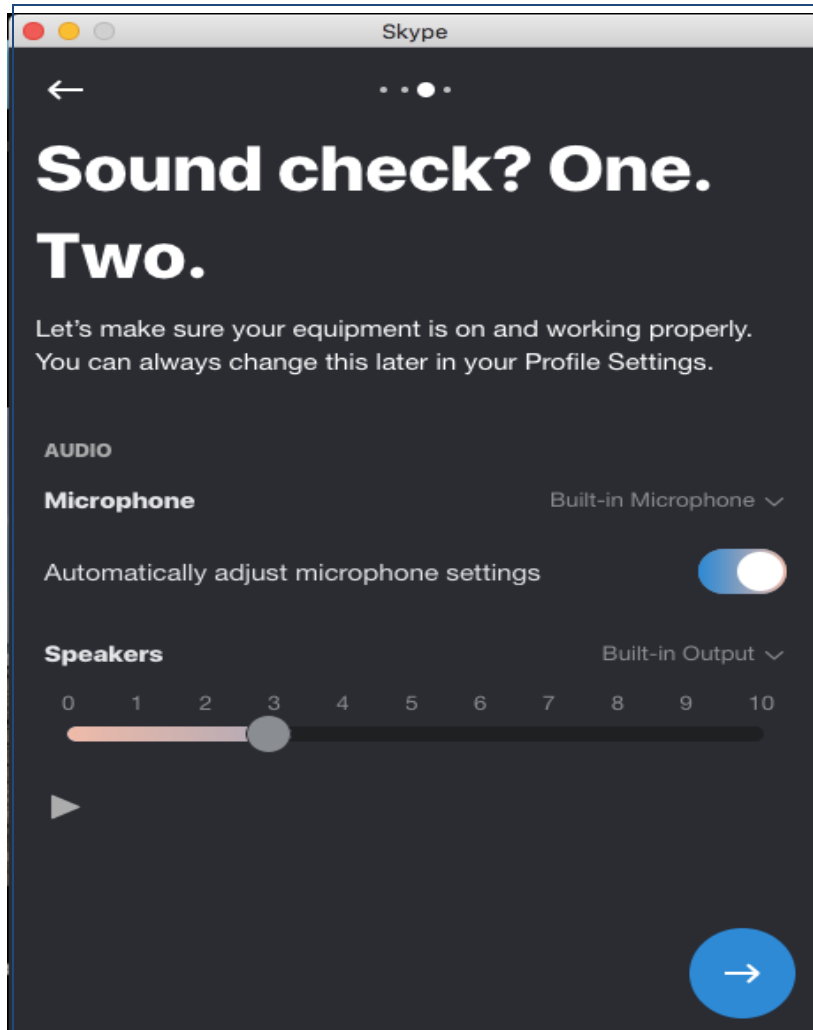 Skype
Sound check? One.
Two.
Let’s make sure your equipment is on and working properly.
You can always change this later in your Profile Settings.
AUDIO
Microphone Built-in Microphone
Automatically adjust microphone settings
Speakers Built-in Output
0 1 2 3 4 5 6 7 8 9 10